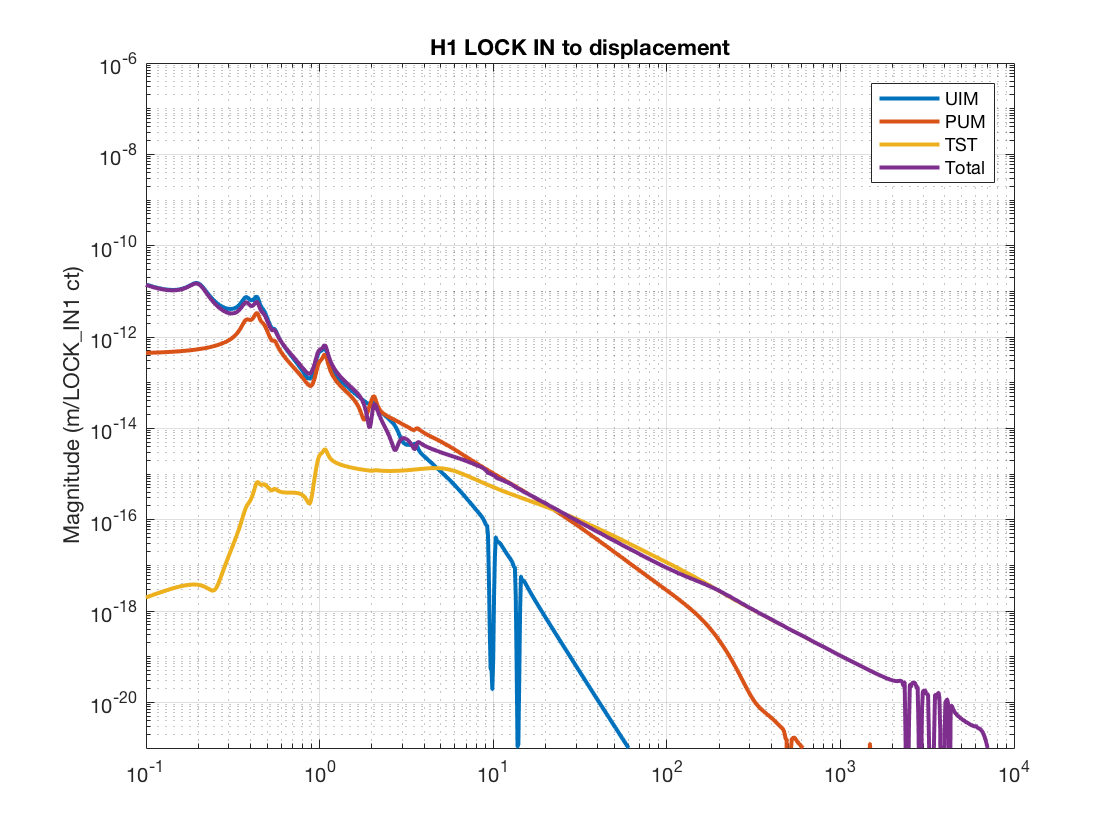 H1 LOCK IN to displacement
10^-6
10^-8
10^-10
10^-12
10^-14
10^-16
10^-18
10^-20
Magnitude (m/LOCK_IN1 ct)
UIM
PUM
TST
Total
10^-1 10^0 10^1 10^2 10^3 10^4